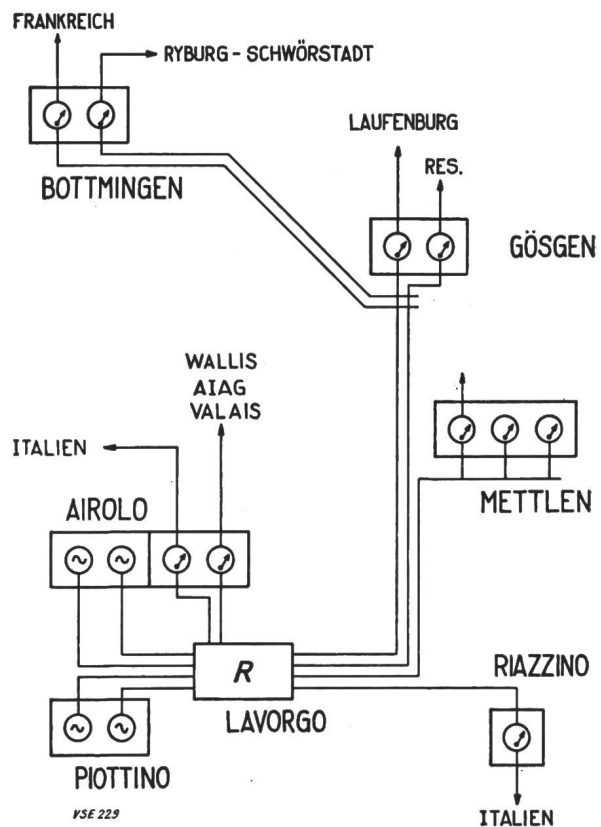 FRANKREICH
RYBURG - SCHWÖRSTADT
BOTTMINGEN
LAUFENBURG
RES.
GÖSGEN
WALLIS
AIAG
VALAIS
ITALIEN
METTLEN
AIROLO
R
LAVORGO
RIAZZINO
PIOTTINO
VSE 229
ITALIEN